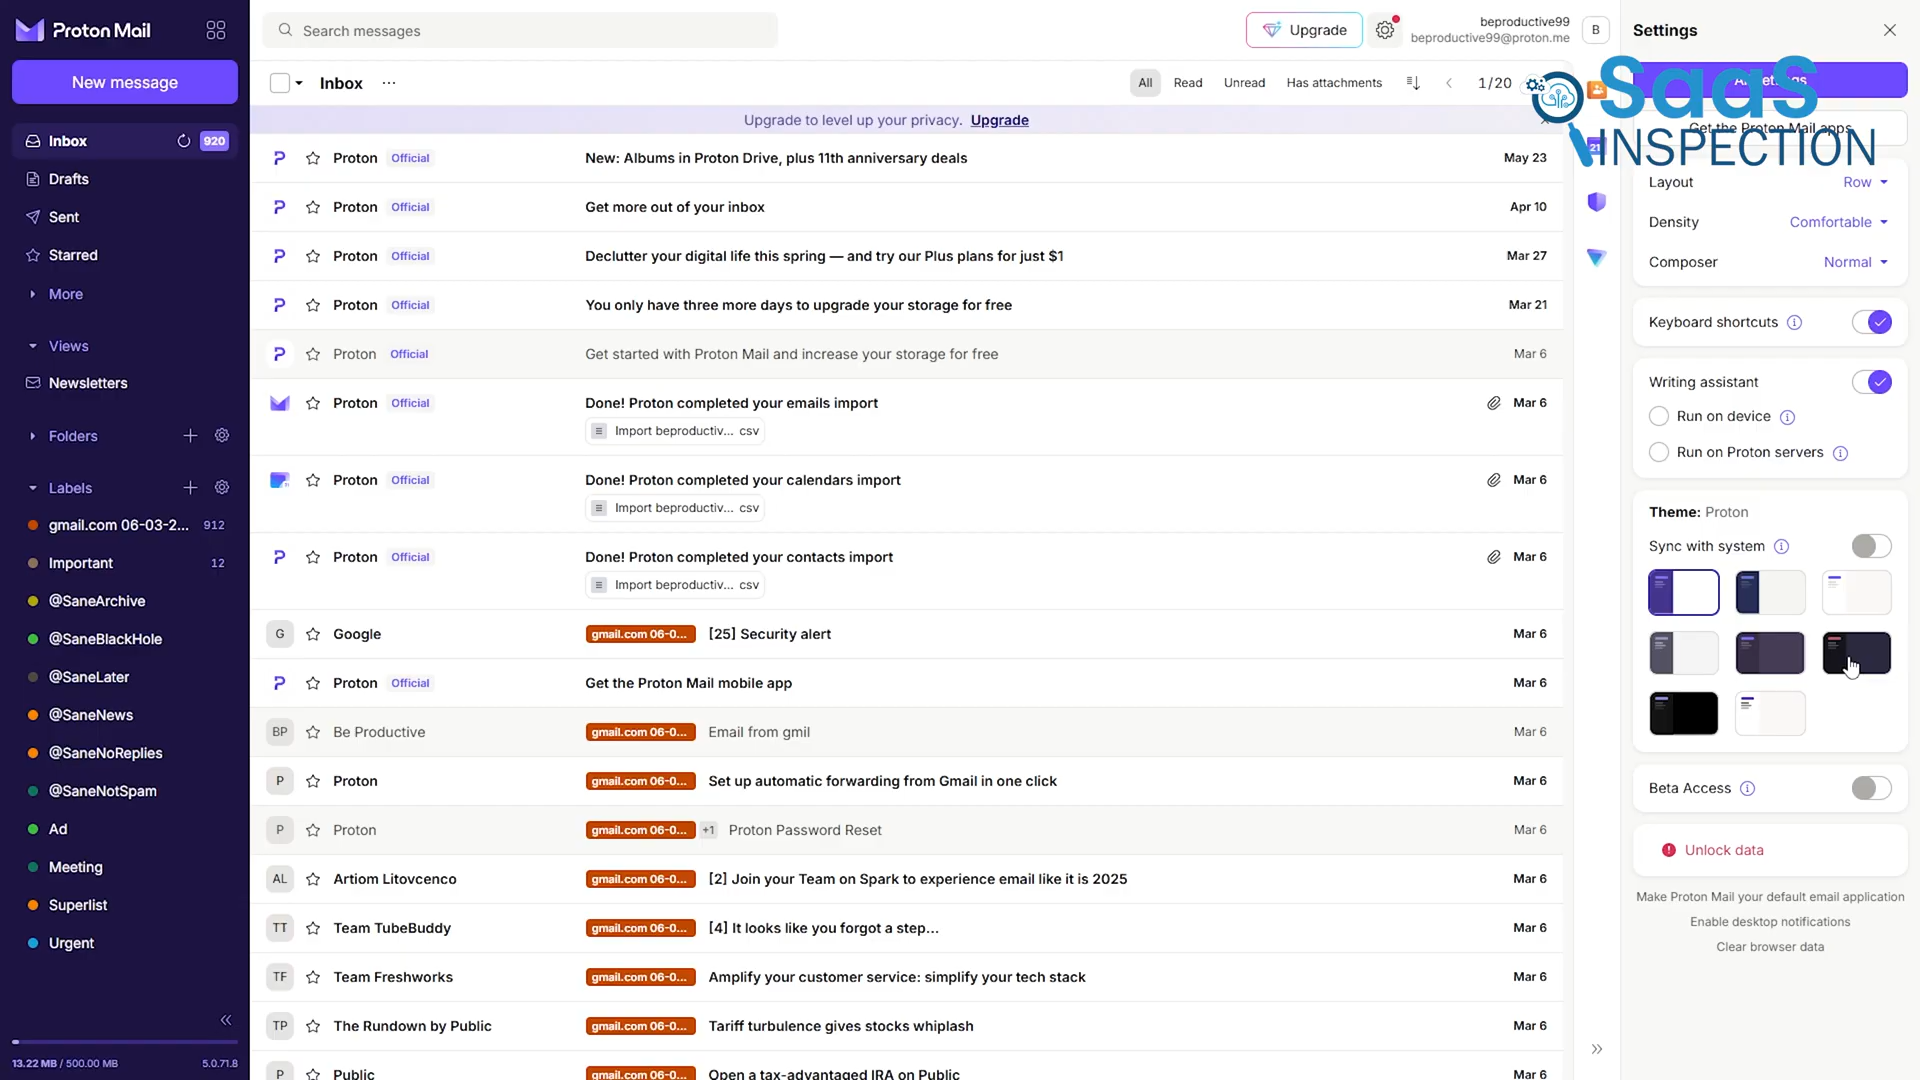 Proton Mail
New message
Inbox 920
Drafts
Sent
Starred
More
Views
Newsletters
Folders
Labels
gmail.com 06-03-2... 912
Important 12
@SaneArchive
@SaneBlackHole
@SaneLater
@SaneNews
@SaneNoReplies
@SaneNotSpam
Ad
Meeting
Superlist
Urgent
13.22 MB / 500.00 MB 5.0.71.8
Search messages
Upgrade
beproductive99
beproductive99@proton.me
B
Inbox ...
All Read Unread Has attachments 1/20
Upgrade to level up your privacy. Upgrade
Proton Official New: Albums in Proton Drive, plus 11th anniversary deals May 23
Proton Official Get more out of your inbox Apr 10
Proton Official Declutter your digital life this spring — and try our Plus plans for just $1 Mar 27
Proton Official You only have three more days to upgrade your storage for free Mar 21
Proton Official Get started with Proton Mail and increase your storage for free Mar 6
Proton Official Done! Proton completed your emails import Mar 6
Import beproductiv... csv
Proton Official Done! Proton completed your calendars import Mar 6
Import beproductiv... csv
Proton Official Done! Proton completed your contacts import Mar 6
Import beproductiv... csv
G Google gmail.com 06-0... [25] Security alert Mar 6
Proton Official Get the Proton Mail mobile app Mar 6
BP Be Productive gmail.com 06-0... Email from gmil Mar 6
P Proton gmail.com 06-0... Set up automatic forwarding from Gmail in one click Mar 6
P Proton gmail.com 06-0... +1 Proton Password Reset Mar 6
AL Artiom Litovcenco gmail.com 06-0... [2] Join your Team on Spark to experience email like it is 2025 Mar 6
TT Team TubeBuddy gmail.com 06-0... [4] It looks like you forgot a step... Mar 6
TF Team Freshworks gmail.com 06-0... Amplify your customer service: simplify your tech stack Mar 6
TP The Rundown by Public gmail.com 06-0... Tariff turbulence gives stocks whiplash Mar 6
P Public gmail.com 06-0... Open a tax-advantaged IRA on Public Mar 6
21
Settings
SaaS
INSPECTION
Get the Proton Mail apps
Layout Row
Density Comfortable
Composer Normal
Keyboard shortcuts
Writing assistant
Run on device
Run on Proton servers
Theme: Proton
Sync with system
Beta Access
Unlock data
Make Proton Mail your default email application
Enable desktop notifications
Clear browser data